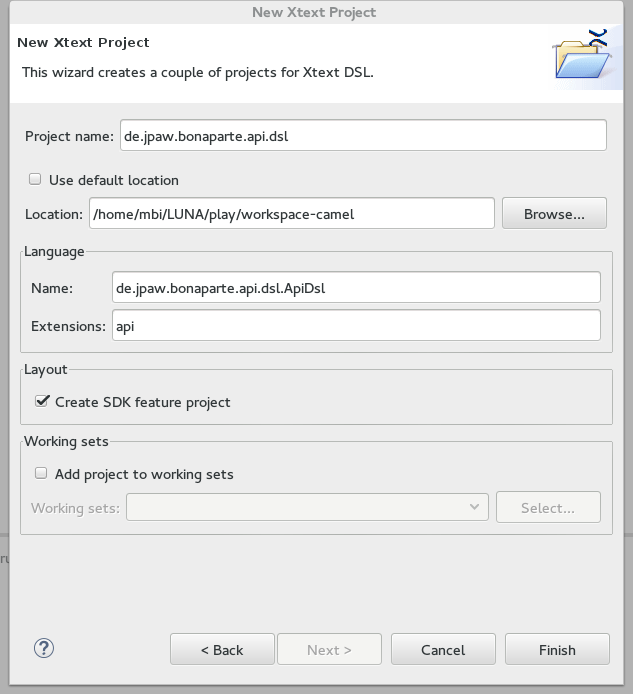 New Xtext Project
New Xtext Project
This wizard creates a couple of projects for Xtext DSL.
Project name: de.jpaw.bonaparte.api.dsl
Use default location
Location: /home/mbi/LUNA/play/workspace-camel Browse...
Language
Name: de.jpaw.bonaparte.api.dsl.ApiDsl
Extensions: api
Layout
Create SDK feature project
Working sets
Add project to working sets
Working sets: Select...
ru
? < Back Next > Cancel Finish